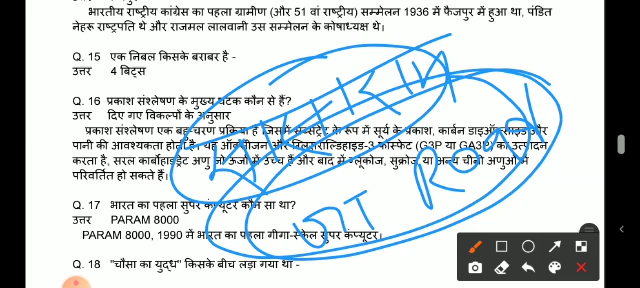 भारतीय राष्ट्रीय कांग्रेस का पहला ग्रामीण (और 51 वां राष्ट्रीय) सम्मेलन 1936 में फैजपुर में हुआ था, पंडित
नेहरू राष्ट्रपति थे और राजमल लालवानी उस सम्मेलन के कोषाध्यक्ष थे।
Q. 15 एक निबल किसके बराबर है -
उत्तर 4 बिट्स
Q. 16 प्रकाश संश्लेषण के मुख्य घटक कौन से हैं?
उत्तर दिए गए विकल्पों के अनुसार
प्रकाश संश्लेषण एक बहु-चरण प्रक्रिया है जिसमें सब्सट्रेट के रूप में सूर्य के प्रकाश, कार्बन डाइऑक्साइड और
पानी की आवश्यकता होती है। यह ऑक्सीजन और ग्लिसराल्डिहाइड-3 फॉस्फेट (G3P या GA3P) का उत्पादन
करता है, सरल कार्बोहाइड्रेट अणु जो ऊर्जा में उच्च हैं और बाद में ग्लूकोज, सुक्रोज, या अन्य चीनी अणुओं में
परिवर्तित हो सकते हैं।
Q. 17 भारत का पहला सुपर कंप्यूटर कौन सा था?
उत्तर PARAM 8000
PARAM 8000, 1990 में भारत का पहला गीगा-स्केल सुपर कंप्यूटर।
Q. 18 "चौसा का युद्ध" किसके बीच लड़ा गया था -